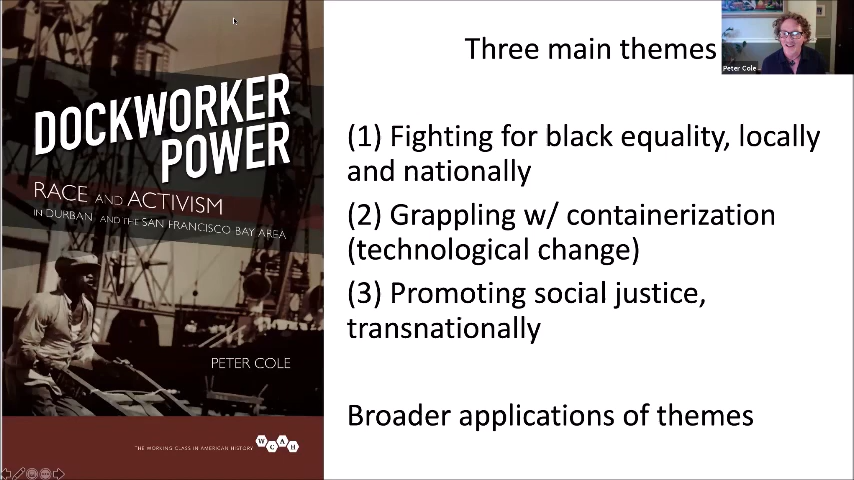 DOCKWORKER
POWER
RACE AND ACTIVISM
IN DURBAN AND THE SAN FRANCISCO BAY AREA
PETER COLE
THE WORKING CLASS IN AMERICAN HISTORY
WCAH
Three main themes
Peter Cole
(1) Fighting for black equality, locally
and nationally
(2) Grappling w/ containerization
(technological change)
(3) Promoting social justice,
transnationally
Broader applications of themes